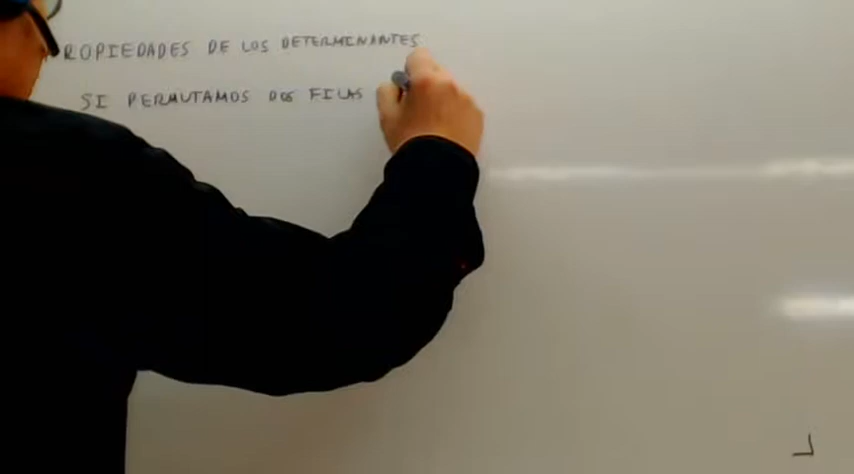 ROPIEDADES DE LOS DETERMINANTES
SI PERMUTAMOS DOS FILAS